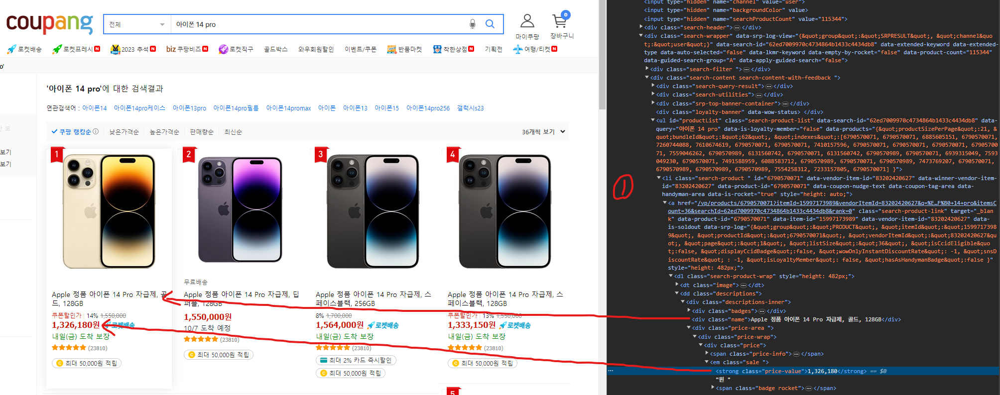 coupang
전체
아이폰 14 pro
마이쿠팡
0
장바구니
로켓배송
로켓프레시 N
2023 추석 N
biz 쿠팡비즈 N
로켓직구
골드박스
와우회원할인
이벤트/쿠폰
반품마켓
착한상점 N
기획전
여행/티켓 N
o'
보기
보기
'아이폰 14 pro'에 대한 검색결과
연관검색어 : 아이폰14 아이폰14pro케이스 아이폰13pro 아이폰14pro필름 아이폰14promax 아이폰 아이폰13 아이폰15 아이폰14pro256 갤럭시s23
쿠팡 랭킹순 낮은가격순 높은가격순 판매량순 최신순
36개씩 보기
1
Apple 정품 아이폰 14 Pro 자급제, 골
드, 128GB
쿠폰할인가 14% 1,550,000
1,326,180원 로켓배송
내일(금) 도착 보장
(23810)
최대 50,000원 적립
2
무료배송
Apple 정품 아이폰 14 Pro 자급제, 딥
퍼플, 128GB
1,550,000원
10/7 도착 예정
(23810)
최대 50,000원 적립
3
Apple 정품 아이폰 14 Pro 자급제, 스
페이스블랙, 256GB
8% 1,700,000
1,564,000원 로켓배송
내일(금) 도착 보장
(23810)
최대 2% 카드 즉시할인
최대 50,000원 적립
4
Apple 정품 아이폰 14 Pro 자급제, 스
페이스블랙, 128GB
쿠폰할인가 13% 1,550,000
1,333,150원 로켓배송
내일(금) 도착 보장
(23810)
최대 50,000원 적립
5
<input type="hidden" name="channel" value="user">
<input type="hidden" name="backgroundColor" value>
<input type="hidden" name="searchProductCount" value="115344">
<div class="search-header">…</div>
<div class="search-wrapper" data-srp-log-view="{&quot;group&quot;:&quot;SRPRESULT&quot;, &quot;channel&quo
t;:&quot;user&quot;}" data-search-id="62ed7009970c4734864b1433c4434db8" data-extended-keyword data-extended-
type data-auto-selected="false" data-lkmr-keyword data-empty-by-rocket="false" data-product-count="115344"
data-guided-search-group="A" data-apply-guided-search="false">
<div class="search-filter ">…</div>
<div class="search-content search-content-with-feedback ">
<div class="search-query-result">…</div>
<div class="search-utilities">…</div>
<div class="srp-top-banner-container">…</div>
<div class="loyalty-banner" data-wow-status> </div>
<ul id="productList" class="search-product-list" data-search-id="62ed7009970c4734864b1433c4434db8" data-
query="아이폰 14 pro" data-is-loyalty-member="false" data-products="{&quot;productSizePerPage&quot;:21, &
quot;bundleId&quot;:&quot;62&quot;, &quot;indexes&quot;:[6790570071, 6790570071, 6885605151, 6790570071,
7260744088, 7610674619, 6790570071, 6790570071, 7410157596, 6790570071, 6790570071, 6790570071, 67905700
71, 7559046262, 6790570989, 6131560742, 6790570071, 6131560742, 6790570989, 6790570071, 6939315049, 7593
049230, 6790570071, 7491588959, 6088583712, 6790570989, 6790570071, 6790570989, 7473769207, 6790570071,
6790570989, 6790570989, 6790570989, 7554258312, 7233157805, 6790570071] }">
<li class="search-product " id="6790570071" data-vendor-item-id="83202420627" data-winner-vendor-item-
id="83202420627" data-product-id="6790570071" data-coupon-nudge-text data-coupon-tag-area data-
handyman-area data-is-rocket="true" style="height: auto;">
1
<a href="/vp/products/6790570071?itemId=15997173989&vendorItemId=83202420627&q=%E…F%B0+14+pro&itemsC
ount=36&searchId=62ed7009970c4734864b1433c4434db8&rank=0" class="search-product-link" target="_blan
k" data-product-id="6790570071" data-item-id="15997173989" data-vendor-item-id="83202420627" data-
is-soldout data-srp-log="{&quot;group&quot;:&quot;PRODUCT&quot;, &quot;itemId&quot;:&quot;1599717398
9&quot;, &quot;productId&quot;:&quot;6790570071&quot;, &quot;vendorItemId&quot;:&quot;83202420627&qu
ot;, &quot;page&quot;:&quot;1&quot;, &quot;listSize&quot;:&quot;36&quot;, &quot;isCcidEligible&quo
t;:false, &quot;displayCcidBadge&quot;:false, &quot;wowOnlyInstantDiscountRate&quot;: -1, &quot;snsD
iscountRate&quot; : -1, &quot;isLoyaltyMember&quot;: false, &quot;hasAsHandymanBadge&quot;:false }"
style="height: 482px;">
<dl class="search-product-wrap" style="height: 482px;">
<dt class="image">…</dt>
<dd class="descriptions">
<div class="descriptions-inner">
<div class="badges">…</div>
<div class="name">Apple 정품 아이폰 14 Pro 자급제, 골드, 128GB</div>
<div class="price-area ">
<div class="price-wrap">
<div class="price">
<span class="price-info">…</span>
<em class="sale ">
<strong class="price-value">1,326,180</strong> == $0
"원 "
<span class="badge rocket">…</span>